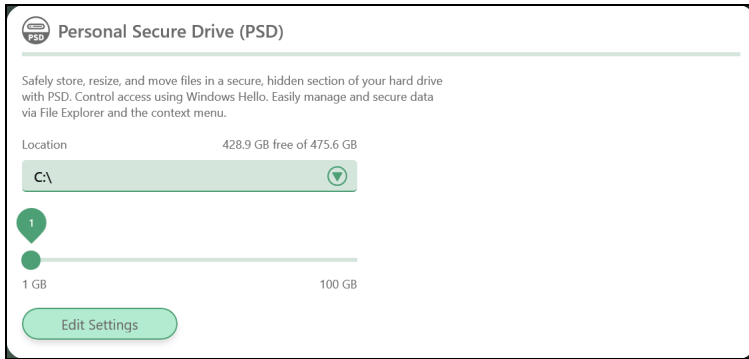 PSD
Personal Secure Drive (PSD)
Safely store, resize, and move files in a secure, hidden section of your hard drive
with PSD. Control access using Windows Hello. Easily manage and secure data
via File Explorer and the context menu.
Location 428.9 GB free of 475.6 GB
C:\
1
1 GB 100 GB
Edit Settings